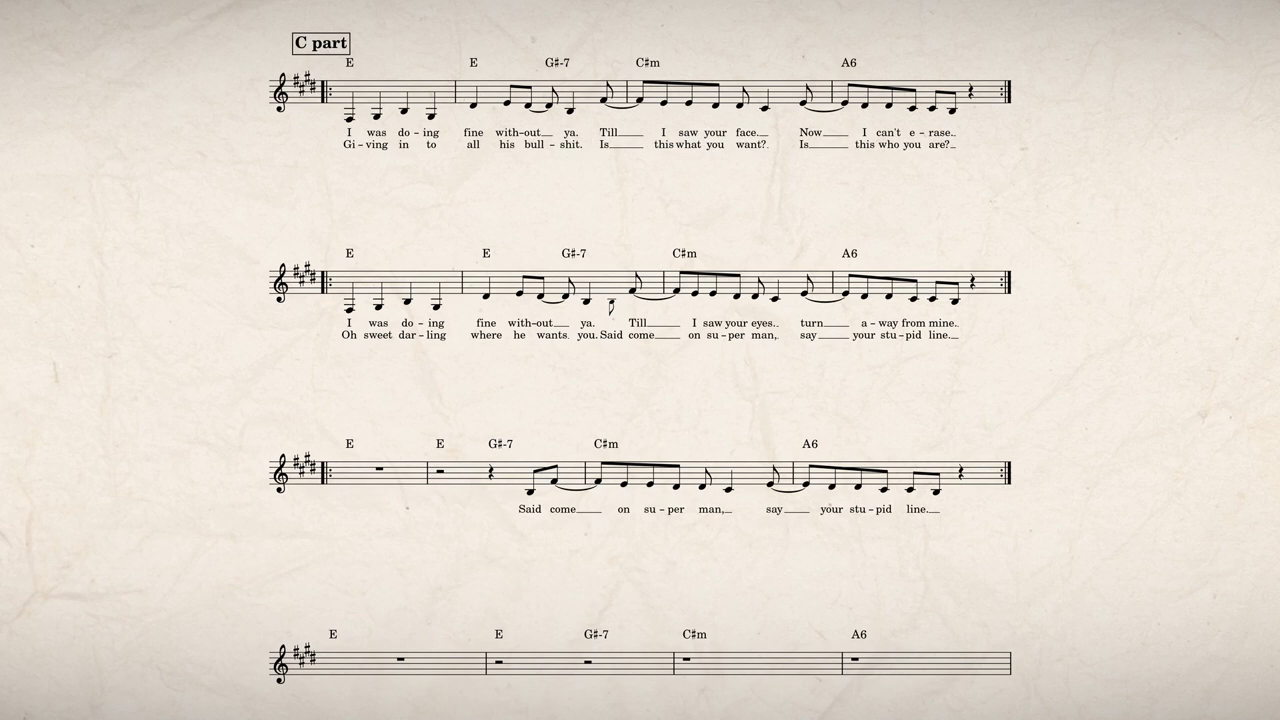 C part
E E G♯-7 C♯m A6
I was do - ing fine with-out ya. Till I saw your face. Now I can't e - rase.
Gi - ving in to all his bull - shit. Is this what you want? Is this who you are?
E E G♯-7 C♯m A6
I was do - ing fine with-out ya. Till I saw your eyes. turn a - way from mine.
Oh sweet dar - ling where he wants you. Said come on su - per man, say your stu - pid line.
E E G♯-7 C♯m A6
Said come on su - per man, say your stu - pid line.
E E G♯-7 C♯m A6